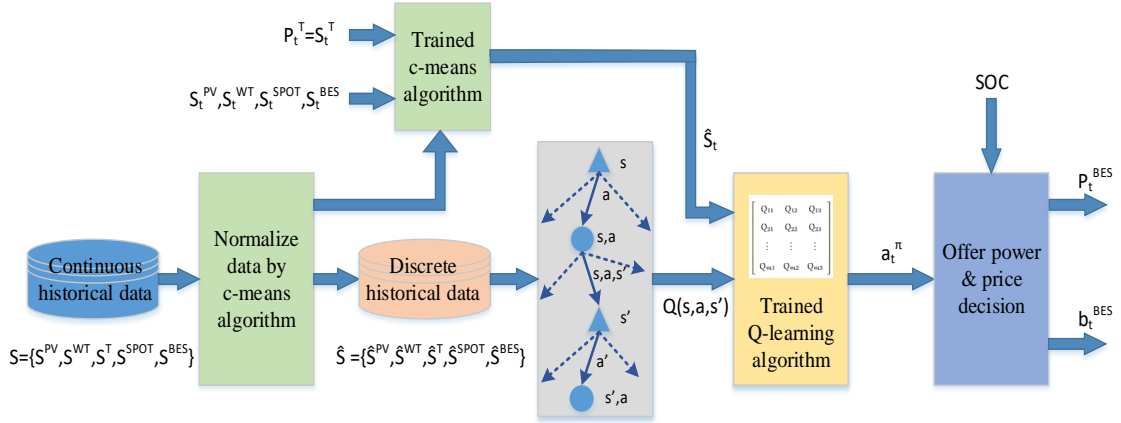 P_t^T=S_t^T
S_t^PV,S_t^WT,S_t^SPOT,S_t^BES
Trained
c-means
algorithm
SOC
Ŝ_t
Continuous
historical data
S={S^PV,S^WT,S^T,S^SPOT,S^BES}
Normalize
data by
c-means
algorithm
Discrete
historical data
Ŝ={Ŝ^PV,Ŝ^WT,Ŝ^T,Ŝ^SPOT,Ŝ^BES}
s
a
s,a
s,a,s’
s’
a’
s’,a
Q(s,a,s’)
Q11 Q12 Q13
Q21 Q22 Q23
⋮ ⋮ ⋮
Qm1 Qm2 Qm3
Trained
Q-learning
algorithm
a_t^π
Offer power
& price
decision
P_t^BES
b_t^BES